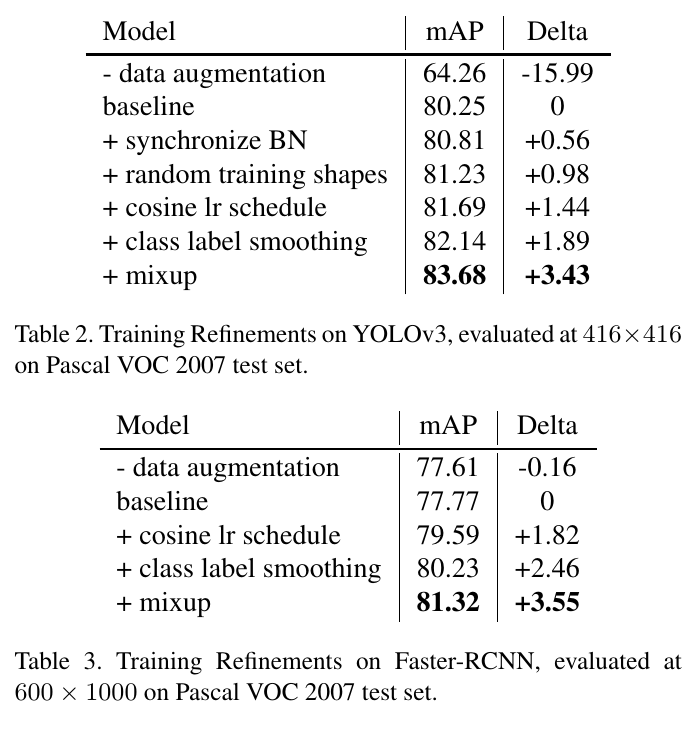 Model mAP Delta
- data augmentation 64.26 -15.99
baseline 80.25 0
+ synchronize BN 80.81 +0.56
+ random training shapes 81.23 +0.98
+ cosine lr schedule 81.69 +1.44
+ class label smoothing 82.14 +1.89
+ mixup 83.68 +3.43
Table 2. Training Refinements on YOLOv3, evaluated at 416×416
on Pascal VOC 2007 test set.
Model mAP Delta
- data augmentation 77.61 -0.16
baseline 77.77 0
+ cosine lr schedule 79.59 +1.82
+ class label smoothing 80.23 +2.46
+ mixup 81.32 +3.55
Table 3. Training Refinements on Faster-RCNN, evaluated at
600 × 1000 on Pascal VOC 2007 test set.